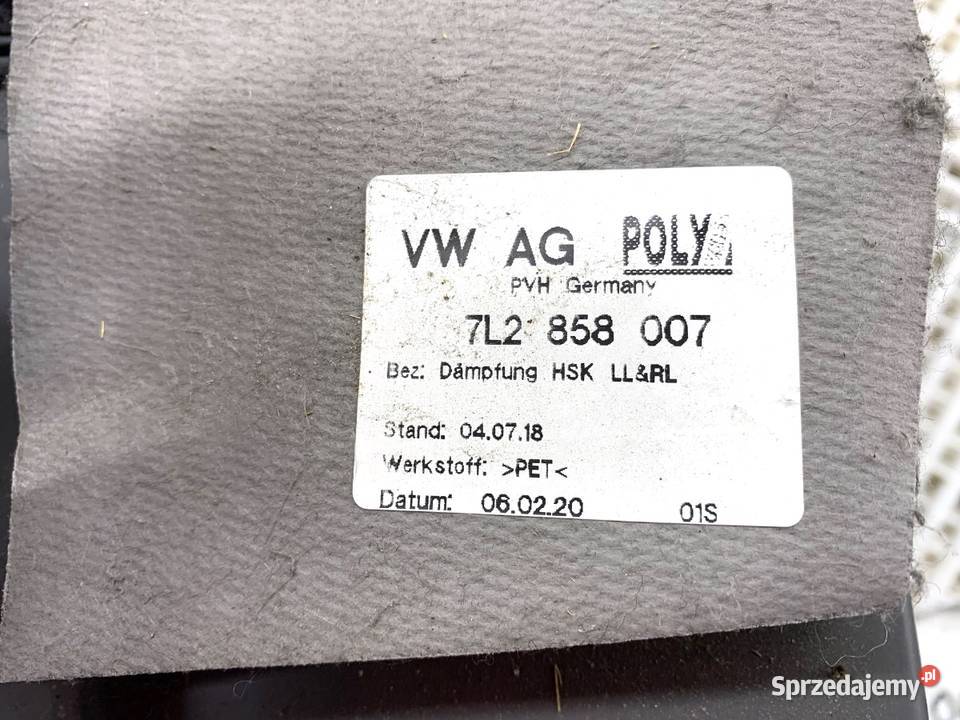 VW AG POLY
PVH Germany
7L2 858 007
Bez: Dämpfung HSK LL&RL
Stand: 04.07.18
Werkstoff: >PET<
Datum: 06.02.20 01S
Sprzedajemy.pl